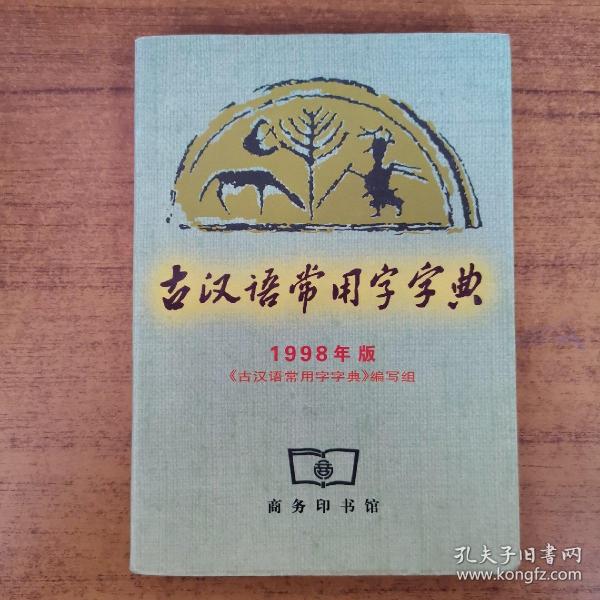 古汉语常用字字典
1998年版
《古汉语常用字字典》编写组
商务印书馆
孔夫子旧书网
www.kongfz.com